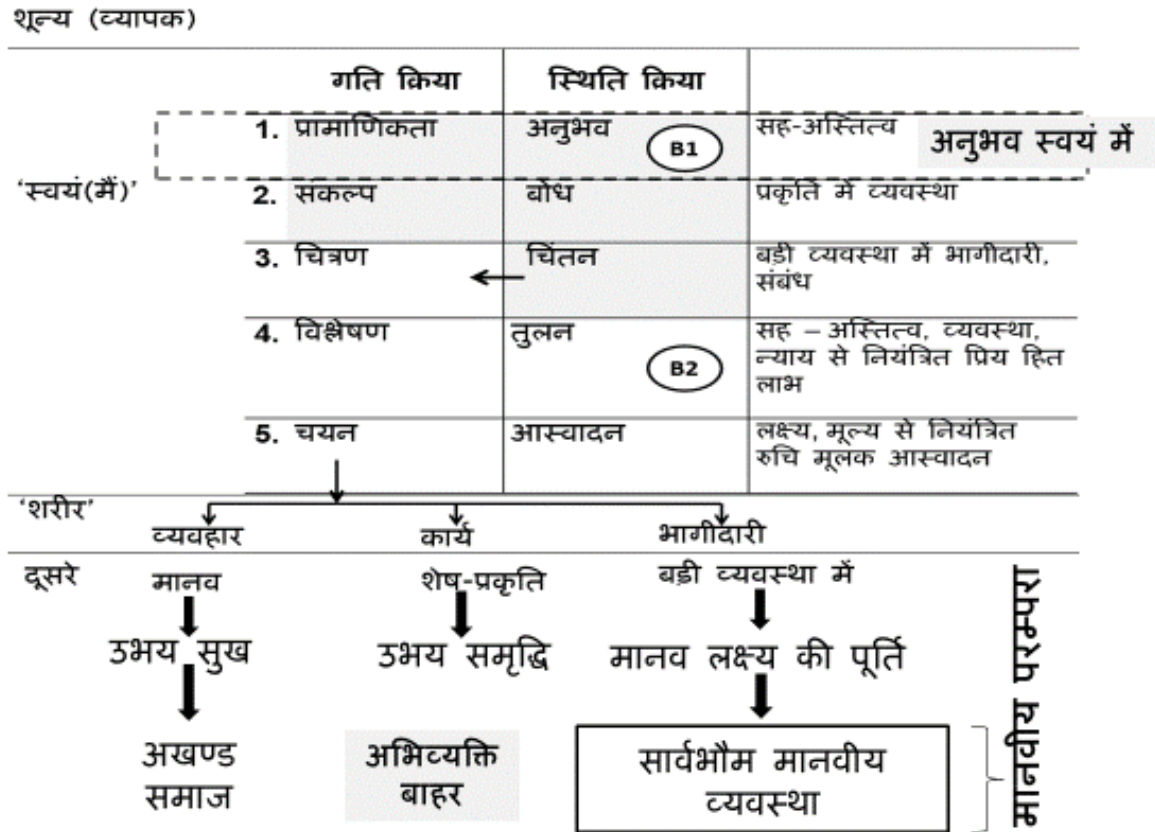 शून्य (व्यापक)
गति क्रिया स्थिति क्रिया
1. प्रामाणिकता अनुभव B1 सह-अस्तित्व अनुभव स्वयं में
'स्वयं(मैं)' 2. संकल्प बोध प्रकृति में व्यवस्था
3. चित्रण चिंतन बड़ी व्यवस्था में भागीदारी,
संबंध
4. विश्लेषण तुलन B2 सह – अस्तित्व, व्यवस्था,
न्याय से नियंत्रित प्रिय हित
लाभ
5. चयन आस्वादन लक्ष्य, मूल्य से नियंत्रित
रुचि मूलक आस्वादन
'शरीर'
व्यवहार कार्य भागीदारी
दूसरे मानव शेष-प्रकृति बड़ी व्यवस्था में
उभय सुख उभय समृद्धि मानव लक्ष्य की पूर्ति
अखण्ड
समाज
अभिव्यक्ति
बाहर
सार्वभौम मानवीय
व्यवस्था
मानवीय परम्परा